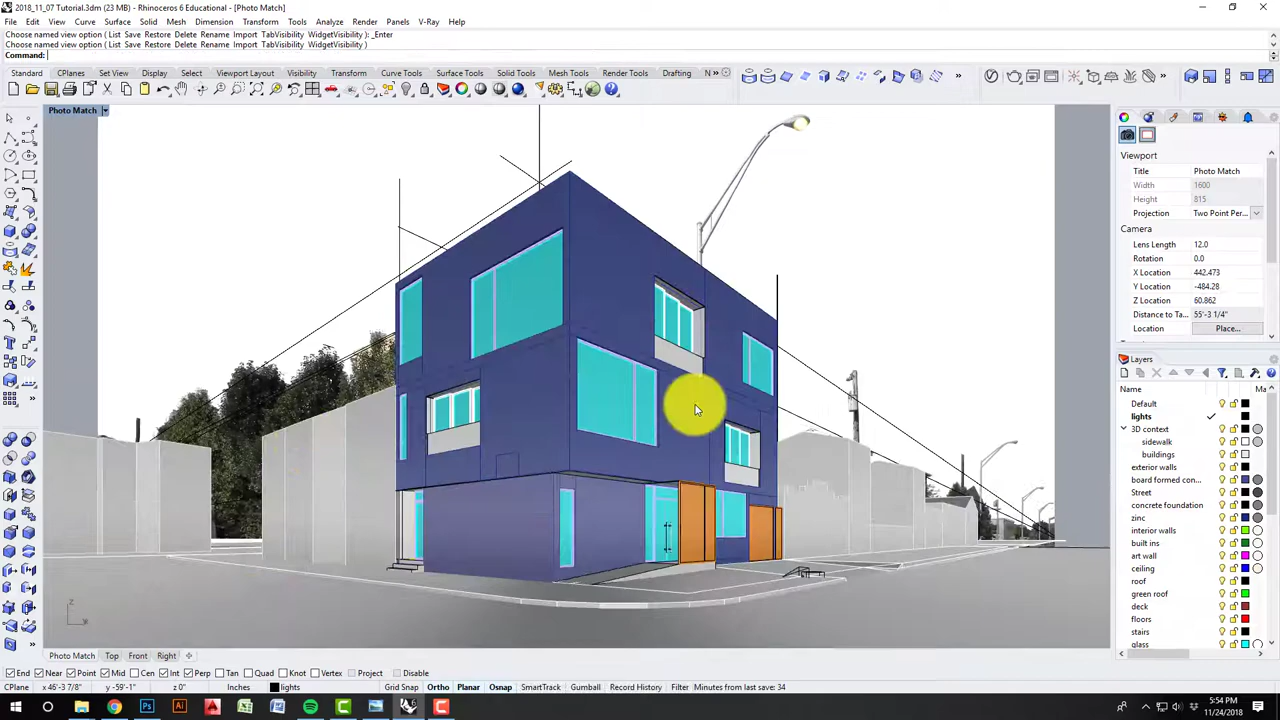 2018_11_07 Tutorial.3dm (23 MB) - Rhinoceros 6 Educational - [Photo Match]
File Edit View Curve Surface Solid Mesh Dimension Transform Tools Analyze Render Panels V-Ray Help
Choose named view option ( List Save Restore Delete Rename Import TabVisibility WidgetVisibility ): _Enter
Choose named view option ( List Save Restore Delete Rename Import TabVisibility WidgetVisibility )
Command:
Standard CPlanes Set View Display Select Viewport Layout Visibility Transform Curve Tools Surface Tools Solid Tools Mesh Tools Render Tools Drafting N »
Photo Match
Viewport
Title Photo Match
Width 1600
Height 815
Projection Two Point Per...
Camera
Lens Length 12.0
Rotation 0.0
X Location 442.473
Y Location -484.28
Z Location 60.862
Distance to Ta... 55'-3 1/4"
Location Place...
Layers
Name Ma
Default
lights
3D context
sidewalk
buildings
exterior walls
board formed con...
Street
concrete foundation
zinc
interior walls
built ins
art wall
ceiling
roof
green roof
deck
floors
stairs
glass
z
Photo Match Top Front Right
End Near Point Mid Cen Int Perp Tan Quad Knot Vertex Project Disable
CPlane x 46'-3 7/8" y -59'-1" z 0" Inches lights Grid Snap Ortho Planar Osnap SmartTrack Gumball Record History Filter Minutes from last save: 34
5:54 PM
11/24/2018